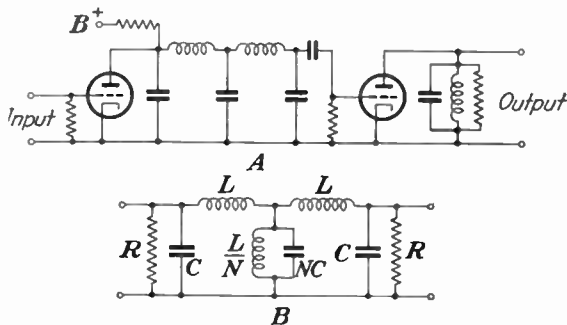 B+
Input
Output
A
L L
R C L/N NC C R
B